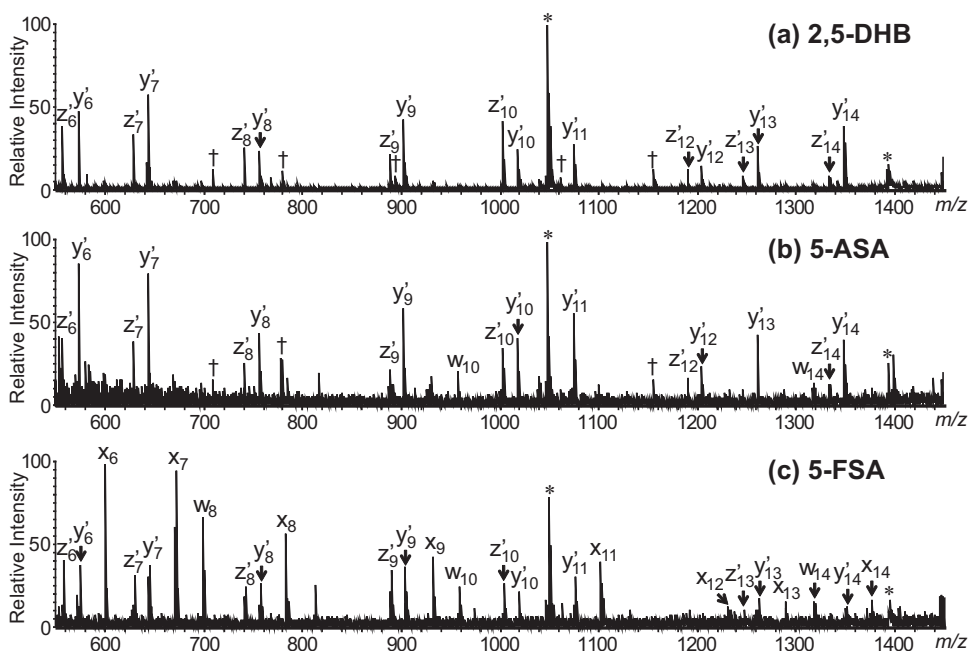 (a) 2,5-DHB
Relative Intensity
100
50
0
z'6 y'6 z'7 y'7 † z'8 y'8 † z'9 † y'9 z'10 y'10 * † y'11 † z'12 y'12 z'13 y'13 z'14 y'14 *
600 700 800 900 1000 1100 1200 1300 1400 m/z
(b) 5-ASA
Relative Intensity
100
50
0
z'6 y'6 z'7 y'7 † z'8 y'8 † z'9 y'9 w10 z'10 y'10 * y'11 † z'12 y'12 y'13 w14 z'14 y'14 *
600 700 800 900 1000 1100 1200 1300 1400 m/z
(c) 5-FSA
Relative Intensity
100
50
0
z'6 y'6 x6 z'7 y'7 x7 w8 z'8 y'8 x8 z'9 y'9 x9 w10 z'10 y'10 * y'11 x11 x12 z'13 y'13 x13 w14 y'14 x14 *
600 700 800 900 1000 1100 1200 1300 1400 m/z